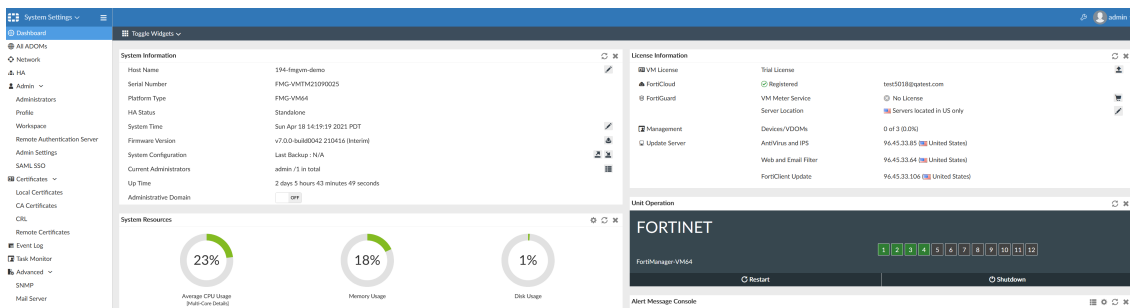 System Settings
admin
Dashboard
Toggle Widgets
All ADOMs
Network
HA
Admin
Administrators
Profile
Workspace
Remote Authentication Server
Admin Settings
SAML SSO
Certificates
Local Certificates
CA Certificates
CRL
Remote Certificates
Event Log
Task Monitor
Advanced
SNMP
Mail Server
System Information
Host Name 194-fmgvm-demo
Serial Number FMG-VMTM21090025
Platform Type FMG-VM64
HA Status Standalone
System Time Sun Apr 18 14:19:19 2021 PDT
Firmware Version v7.0.0-build0042 210416 (Interim)
System Configuration Last Backup : N/A
Current Administrators admin /1 in total
Up Time 2 days 5 hours 43 minutes 49 seconds
Administrative Domain OFF
System Resources
23% 18% 1%
Average CPU Usage Memory Usage Disk Usage
(Multi-Core Details)
License Information
VM License Trial License
FortiCloud Registered test5018@qatest.com
FortiGuard VM Meter Service No License
Server Location Servers located in US only
Management Devices/VDOMs 0 of 3 (0.0%)
Update Server AntiVirus and IPS 96.45.33.85 ( United States)
Web and Email Filter 96.45.33.64 ( United States)
FortiClient Update 96.45.33.106 ( United States)
Unit Operation
FORTINET
1 2 3 4 5 6 7 8 9 10 11 12
FortiManager-VM64
Restart Shutdown
Alert Message Console